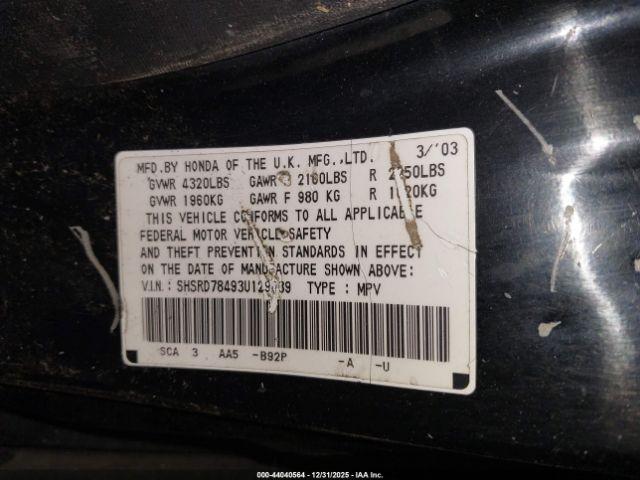 MFD.BY HONDA OF THE U.K. MFG.,LTD. 3/'03
GVWR 4320LBS GAWR 2160LBS R
GVWR 1960KG GAWR F 980 KG R
THIS VEHICLE CONFORMS TO ALL APPLICABLE
FEDERAL MOTOR VEHICLE SAFETY
AND THEFT PREVENTION STANDARDS IN EFFECT
ON THE DATE OF MANUFACTURE SHOWN ABOVE:
V.I.N.: TYPE : MPV
SCA 3 AA5 -B92P -A -U
000-44040564 - 12/31/2025 - IAA Inc.